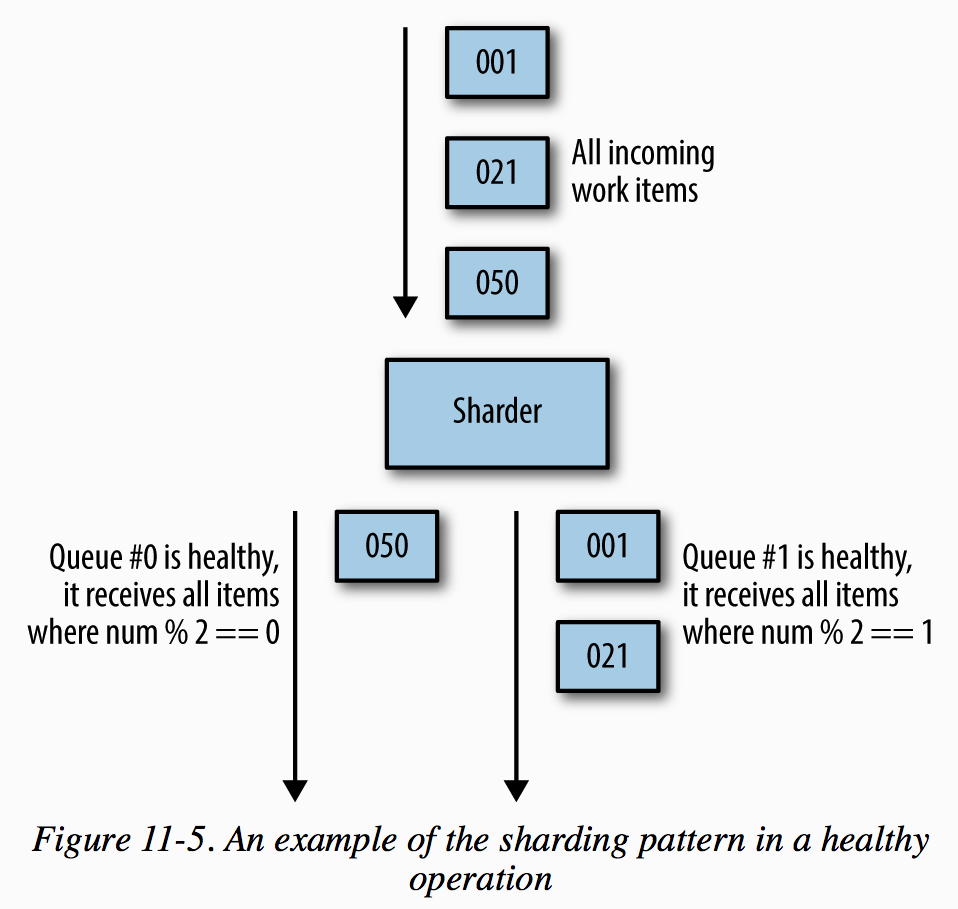 001
021
All incoming
work items
050
Sharder
Queue #0 is healthy,
it receives all items
where num % 2 == 0
050
001
021
Queue #1 is healthy,
it receives all items
where num % 2 == 1
Figure 11-5. An example of the sharding pattern in a healthy
operation